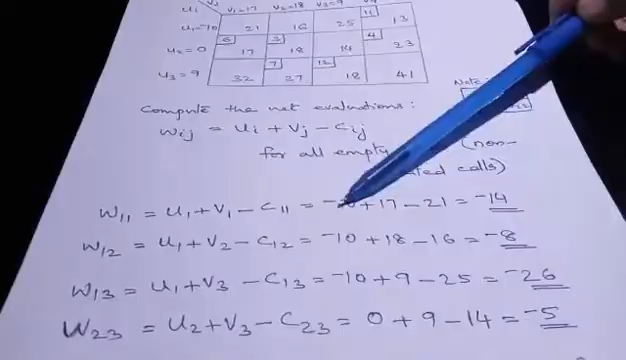 ui v1=17 v2=18 v3=9
11
u1=-10 21 16 25 13
6 3 4
u2=0 17 18 14 23
7 12
u3=9 32 27 18 41
Note:
Compute the net evaluations:
wij = ui + vj - cij
for all empty (non-
ted cells)
W11 = u1 + v1 - c11 = + 17 - 21 = -14
W12 = u1 + v2 - c12 = -10 + 18 - 16 = -8
W13 = u1 + v3 - c13 = -10 + 9 - 25 = -26
W23 = u2 + v3 - c23 = 0 + 9 - 14 = -5